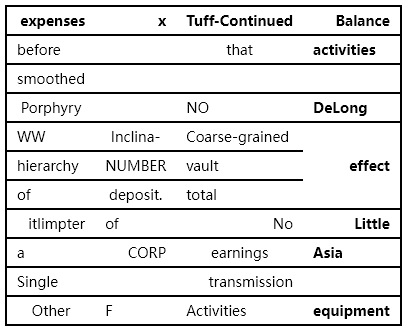 expenses x Tuff-Continued Balance
before that activities
smoothed
Porphyry NO DeLong
WW Inclina- Coarse-grained
hierarchy NUMBER vault effect
of deposit. total
itlimpter of No Little
a CORP earnings Asia
Single transmission
Other F Activities equipment